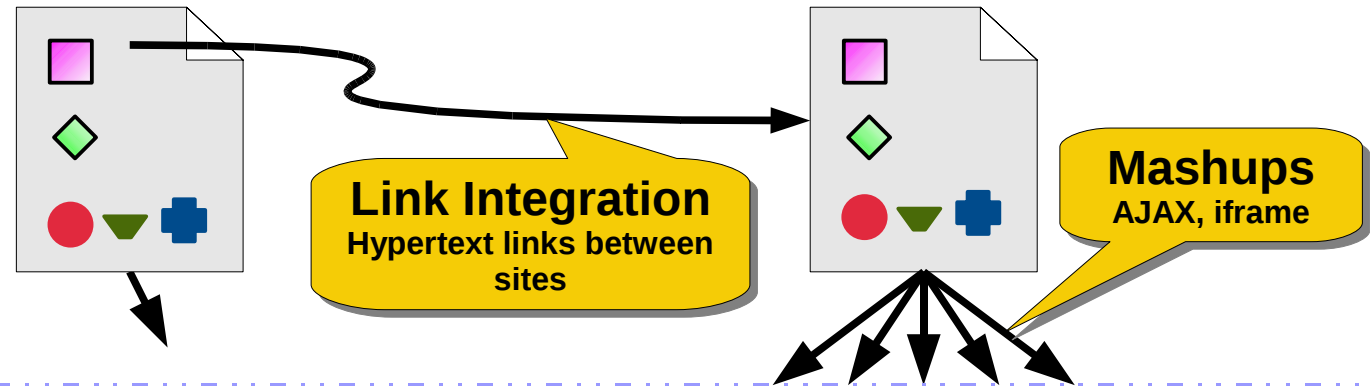 Link Integration
Hypertext links between
sites
Mashups
AJAX, iframe